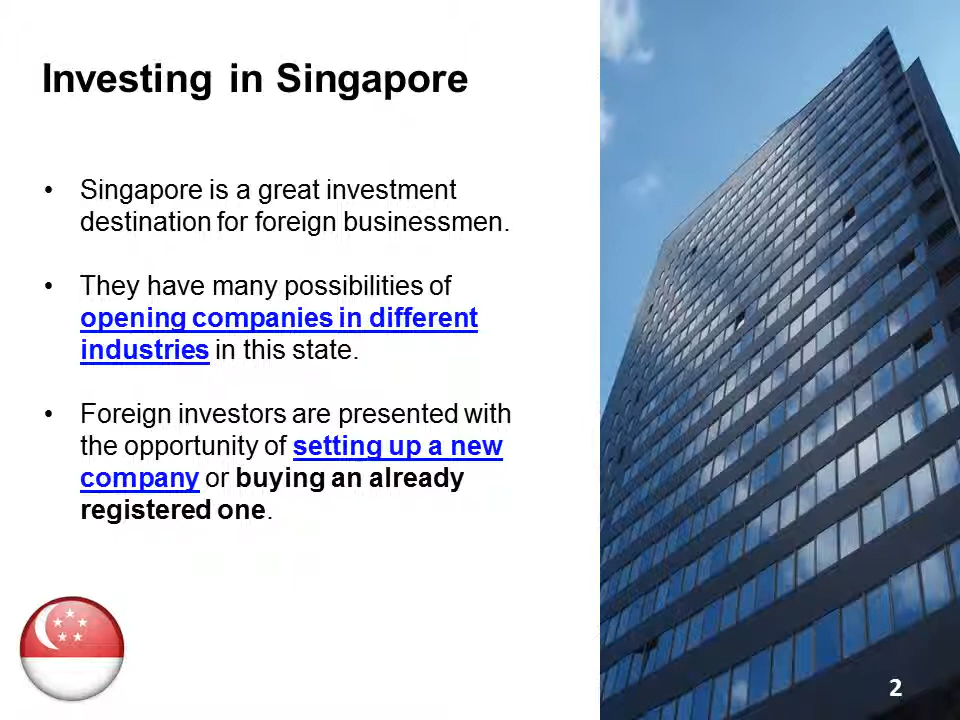 Investing in Singapore
• Singapore is a great investment
destination for foreign businessmen.
• They have many possibilities of
opening companies in different
industries in this state.
• Foreign investors are presented with
the opportunity of setting up a new
company or buying an already
registered one.
2